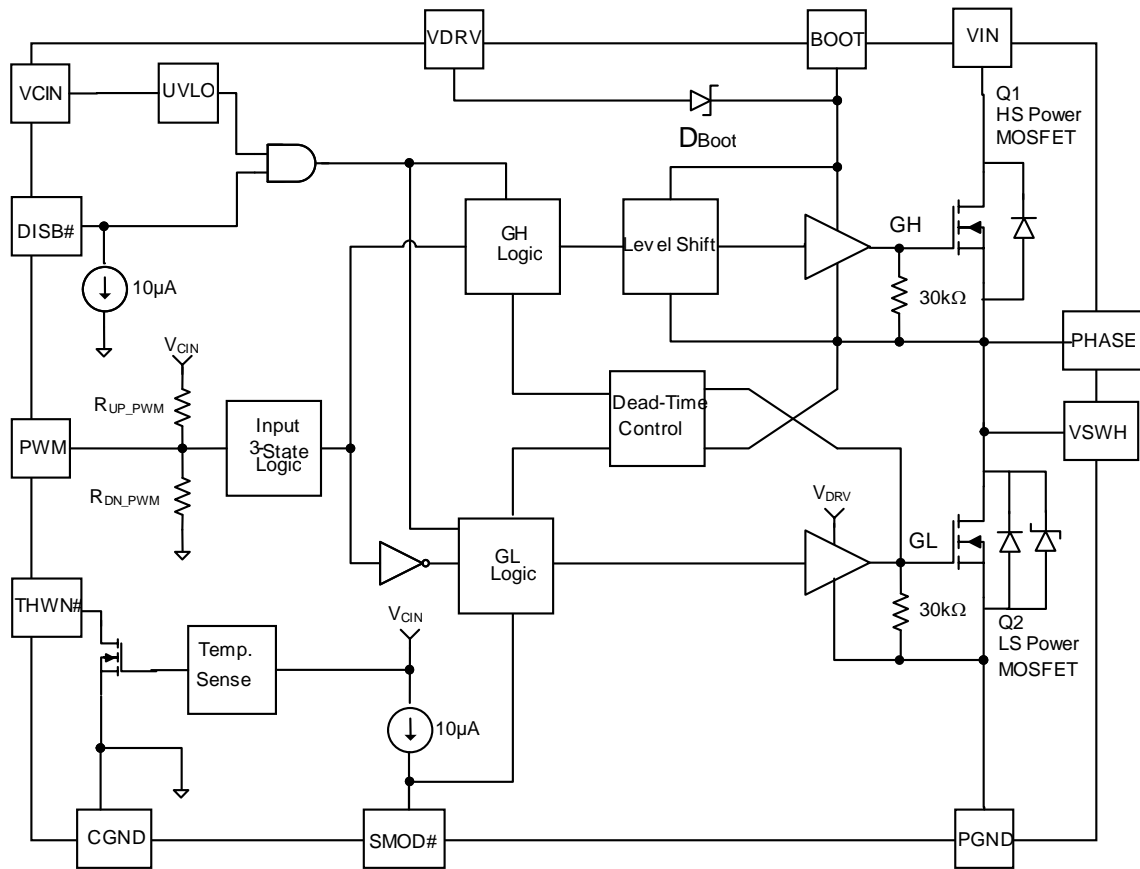 VDRV
BOOT
VIN
VCIN
UVLO
Q1
HS Power
MOSFET
DBoot
DISB#
GH
Logic
Level Shift
GH
10µA
30kΩ
VCIN
PHASE
RUP_PWM
Dead-Time
Control
PWM
Input
3-State
Logic
VSWH
RDN_PWM
VDRV
GL
Logic
GL
THWN#
VCIN
30kΩ
Temp.
Sense
Q2
LS Power
MOSFET
10µA
CGND
SMOD#
PGND